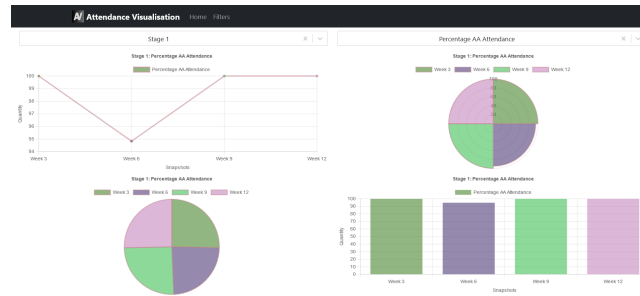 AV Attendance Visualisation Home Filters
Stage 1
Percentage AA Attendance
Stage 1: Percentage AA Attendance
Percentage AA Attendance
100
99
98
97
96
95
94
Quantity
Week 3 Week 6 Week 9 Week 12
Snapshots
Stage 1: Percentage AA Attendance
Week 3 Week 6 Week 9 Week 12
100
Stage 1: Percentage AA Attendance
Week 3 Week 6 Week 9 Week 12
Stage 1: Percentage AA Attendance
Percentage AA Attendance
100
90
80
70
60
50
40
30
20
10
0
Quantity
Week 3 Week 6 Week 9 Week 12
Snapshots